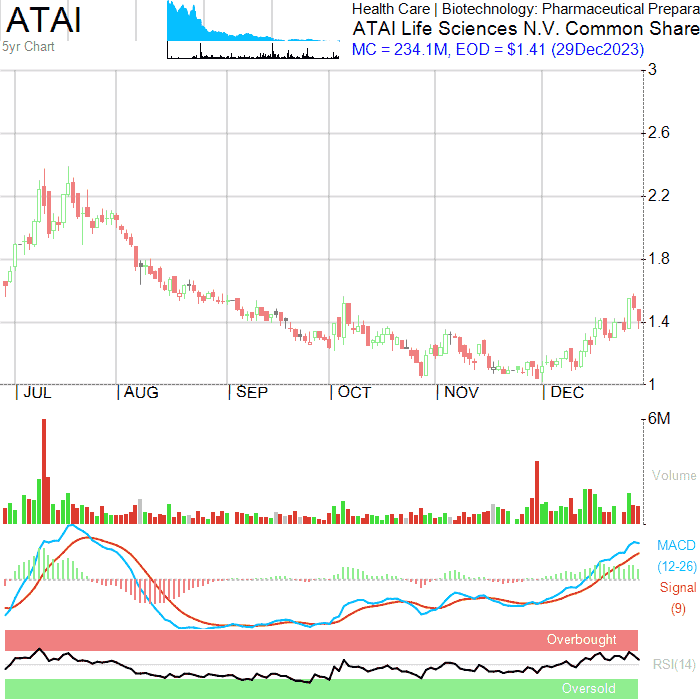 ATAI
5yr Chart
Health Care | Biotechnology: Pharmaceutical Prepara
ATAI Life Sciences N.V. Common Share
MC = 234.1M, EOD = $1.41 (29Dec2023)
3
2.6
2.2
1.8
1.4
1
JUL
AUG
SEP
OCT
NOV
DEC
6M
Volume
MACD
(12-26)
Signal
(9)
Overbought
RSI(14)
Oversold